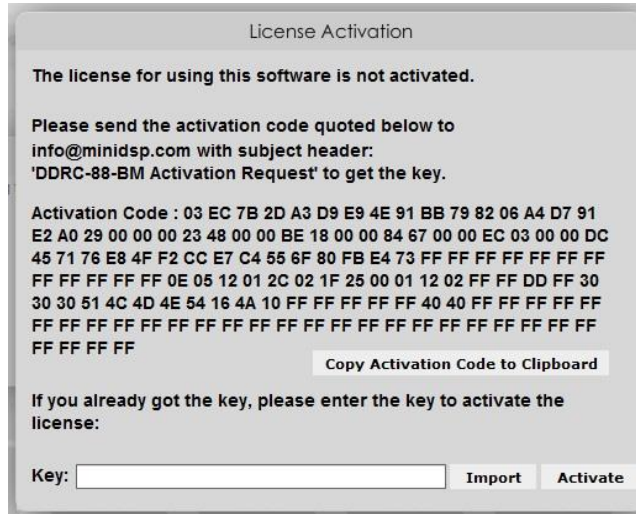 License Activation
The license for using this software is not activated.
Please send the activation code quoted below to
info@minidsp.com with subject header:
'DDRC-88-BM Activation Request' to get the key.
Activation Code : 03 EC 7B 2D A3 D9 E9 4E 91 BB 79 82 06 A4 D7 91
E2 A0 29 00 00 00 23 48 00 00 BE 18 00 00 84 67 00 00 EC 03 00 00 DC
45 71 76 E8 4F F2 CC E7 C4 55 6F 80 FB E4 73 FF FF FF FF FF FF FF
FF FF FF FF FF 0E 05 12 01 2C 02 1F 25 00 01 12 02 FF FF DD FF 30
30 30 51 4C 4D 4E 54 16 4A 10 FF FF FF FF FF 40 40 FF FF FF FF FF
FF FF FF FF FF FF FF FF FF FF FF FF FF FF FF FF FF FF FF FF FF FF FF
FF FF FF FF
Copy Activation Code to Clipboard
If you already got the key, please enter the key to activate the
license:
Key:
Import
Activate